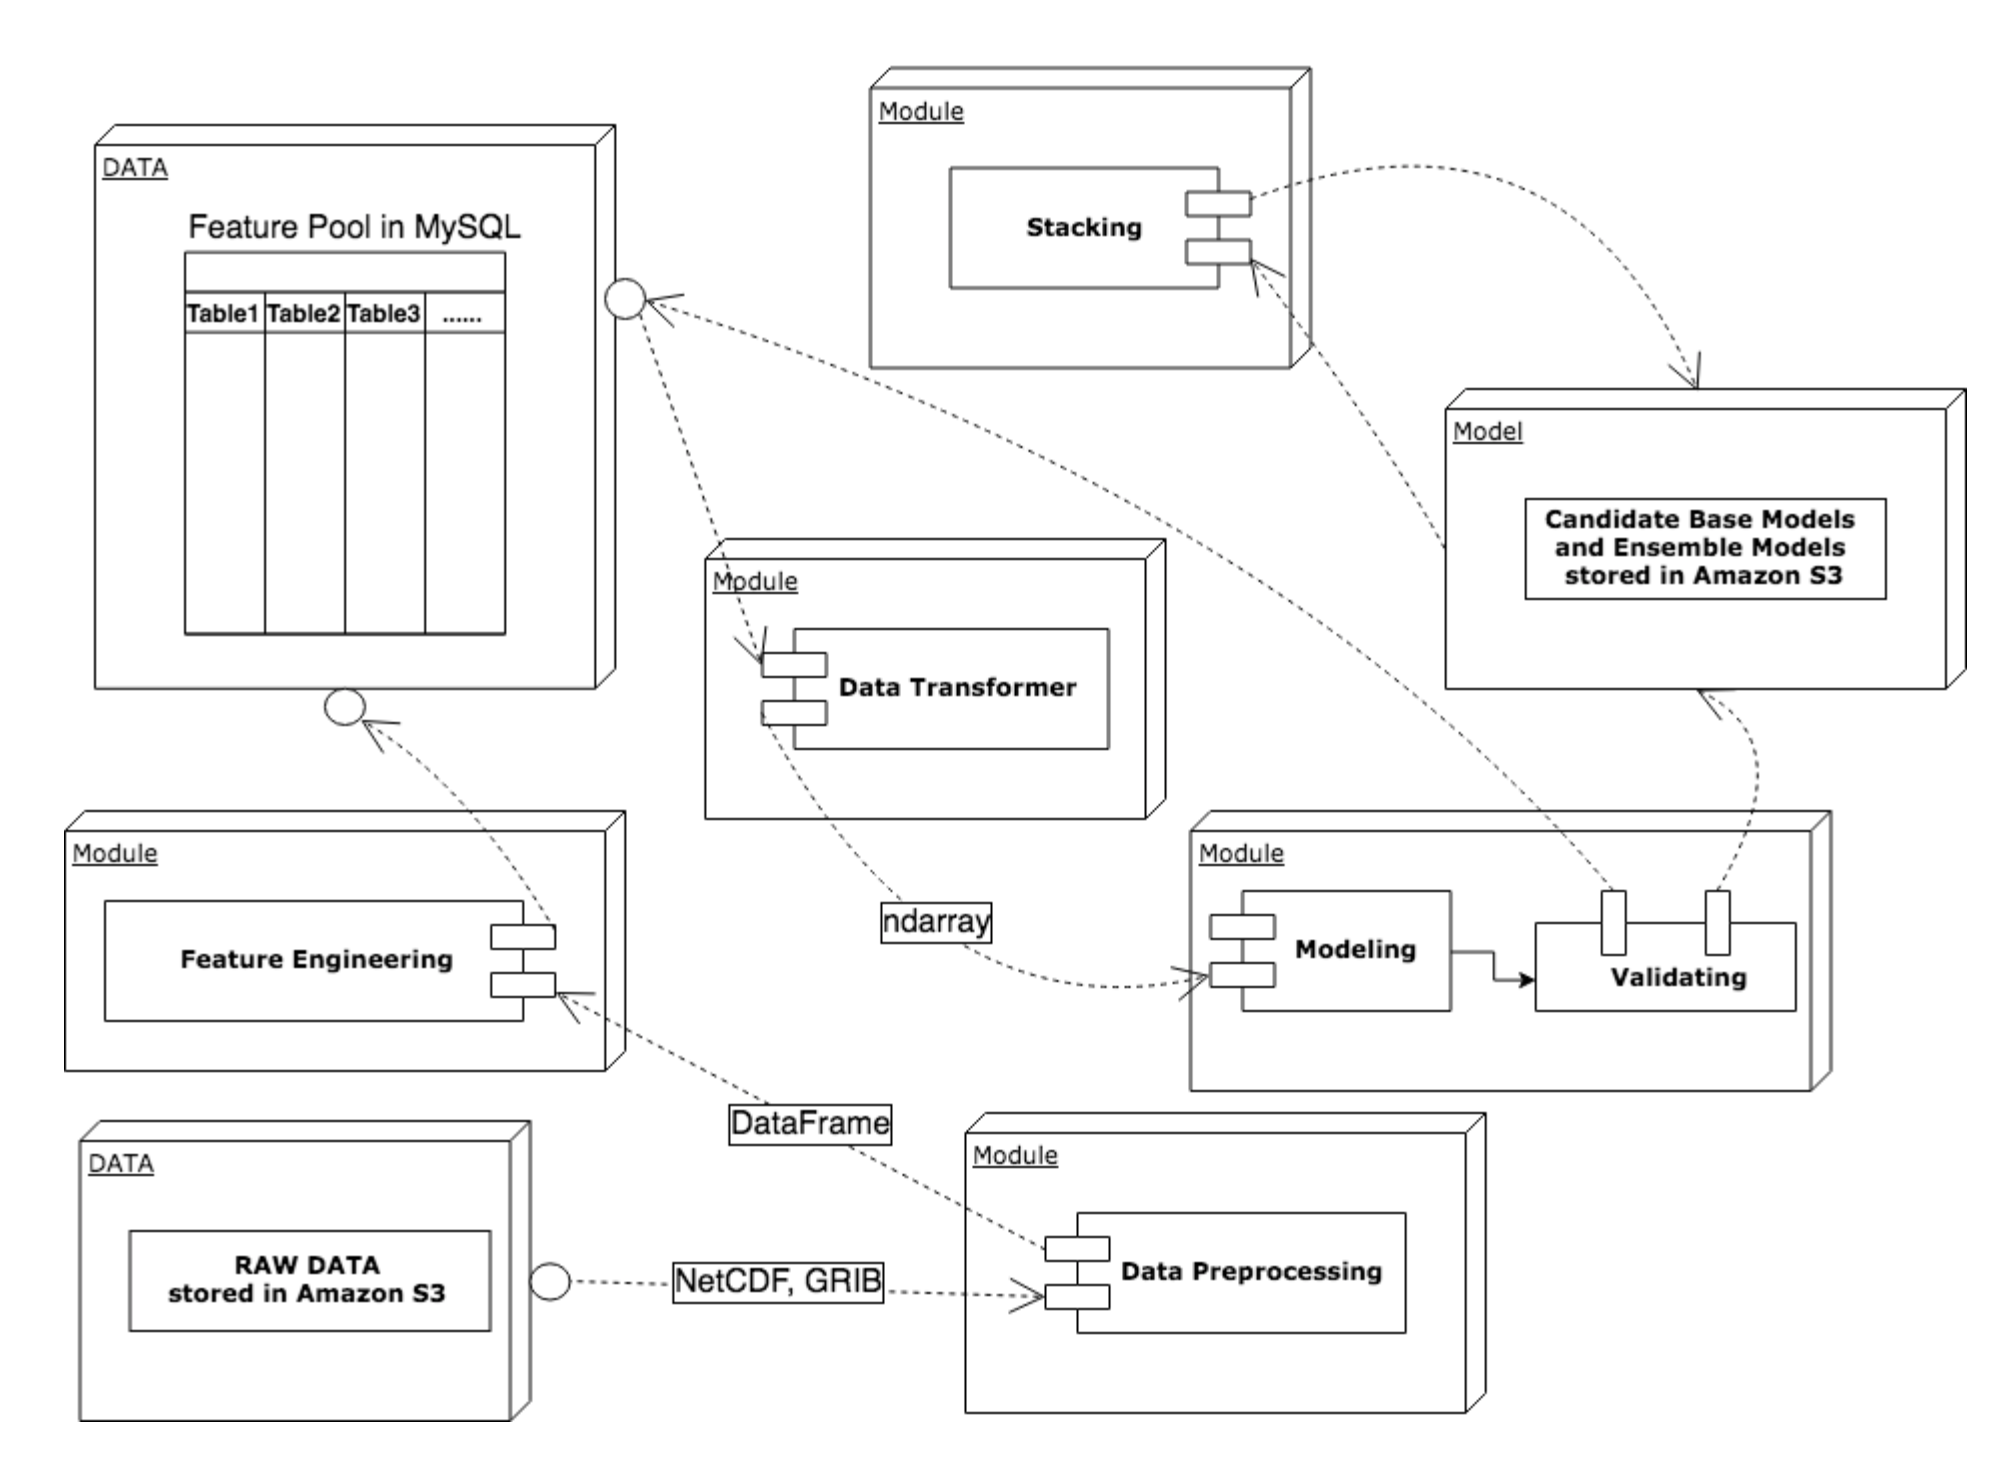 Module
Stacking
DATA
Feature Pool in MySQL
Table1 Table2 Table3 ......
Model
Candidate Base Models
and Ensemble Models
stored in Amazon S3
Module
Data Transformer
Module
Feature Engineering
Module
Modeling
Validating
ndarray
DataFrame
DATA
RAW DATA
stored in Amazon S3
NetCDF, GRIB
Module
Data Preprocessing